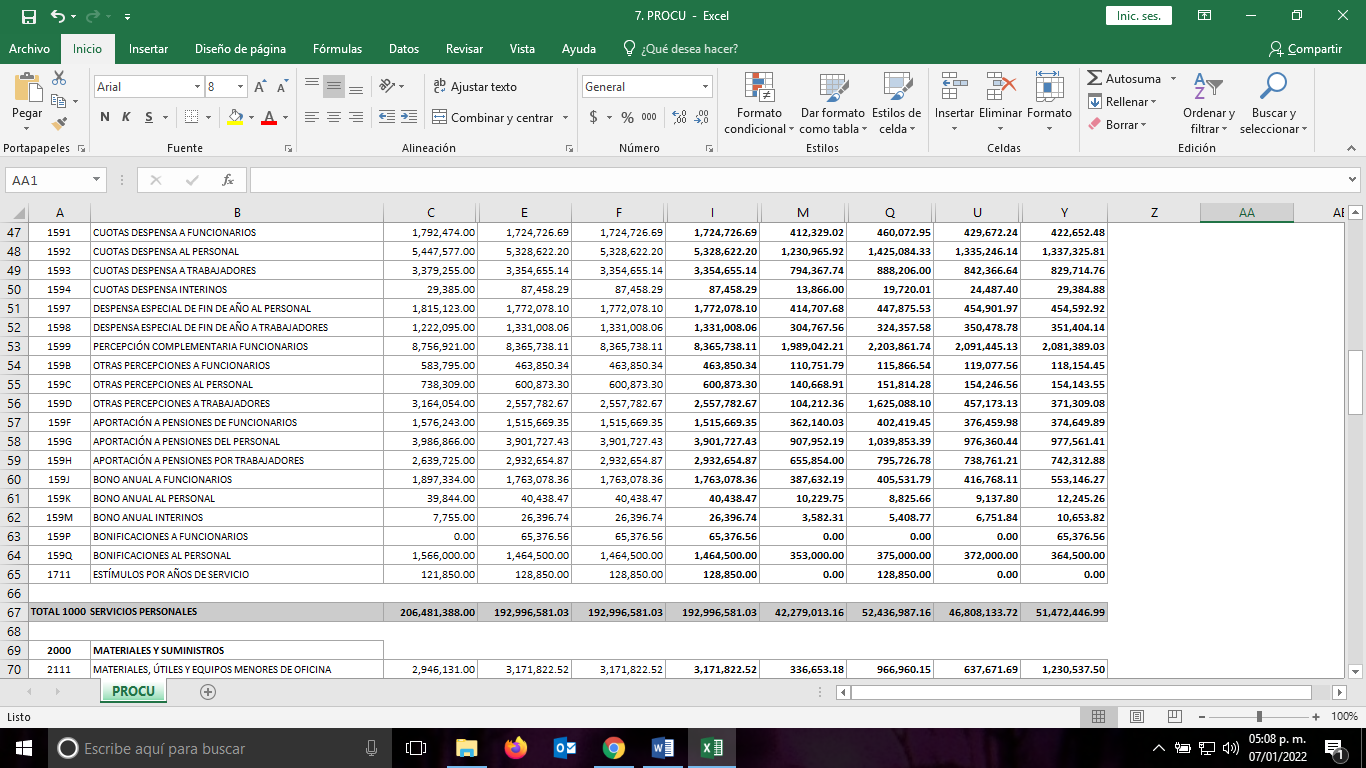 7. PROCU - Excel
Inic. ses.
Archivo Inicio Insertar Diseño de página Fórmulas Datos Revisar Vista Ayuda ¿Qué desea hacer? Compartir
Pegar
Arial 8
N K S
Ajustar texto
Combinar y centrar
General
$ % 000
Formato condicional
Dar formato como tabla
Estilos de celda
Insertar Eliminar Formato
Autosuma
Rellenar
Borrar
Ordenar y filtrar
Buscar y seleccionar
Portapapeles Fuente Alineación Número Estilos Celdas Edición
AA1 fx
A B C E F I M Q U Y Z AA AE
47 1591 CUOTAS DESPENSA A FUNCIONARIOS 1,792,474.00 1,724,726.69 1,724,726.69 1,724,726.69 412,329.02 460,072.95 429,672.24 422,652.48
48 1592 CUOTAS DESPENSA AL PERSONAL 5,447,577.00 5,328,622.20 5,328,622.20 5,328,622.20 1,230,965.92 1,425,084.33 1,335,246.14 1,337,325.81
49 1593 CUOTAS DESPENSA A TRABAJADORES 3,379,255.00 3,354,655.14 3,354,655.14 3,354,655.14 794,367.74 888,206.00 842,366.64 829,714.76
50 1594 CUOTAS DESPENSA INTERINOS 29,385.00 87,458.29 87,458.29 87,458.29 13,866.00 19,720.01 24,487.40 29,384.88
51 1597 DESPENSA ESPECIAL DE FIN DE AÑO AL PERSONAL 1,815,123.00 1,772,078.10 1,772,078.10 1,772,078.10 414,707.68 447,875.53 454,901.97 454,592.92
52 1598 DESPENSA ESPECIAL DE FIN DE AÑO A TRABAJADORES 1,222,095.00 1,331,008.06 1,331,008.06 1,331,008.06 304,767.56 324,357.58 350,478.78 351,404.14
53 1599 PERCEPCIÓN COMPLEMENTARIA FUNCIONARIOS 8,756,921.00 8,365,738.11 8,365,738.11 8,365,738.11 1,989,042.21 2,203,861.74 2,091,445.13 2,081,389.03
54 159B OTRAS PERCEPCIONES A FUNCIONARIOS 583,795.00 463,850.34 463,850.34 463,850.34 110,751.79 115,866.54 119,077.56 118,154.45
55 159C OTRAS PERCEPCIONES AL PERSONAL 738,309.00 600,873.30 600,873.30 600,873.30 140,668.91 151,814.28 154,246.56 154,143.55
56 159D OTRAS PERCEPCIONES A TRABAJADORES 3,164,054.00 2,557,782.67 2,557,782.67 2,557,782.67 104,212.36 1,625,088.10 457,173.13 371,309.08
57 159F APORTACIÓN A PENSIONES DE FUNCIONARIOS 1,576,243.00 1,515,669.35 1,515,669.35 1,515,669.35 362,140.03 402,419.45 376,459.98 374,649.89
58 159G APORTACIÓN A PENSIONES DEL PERSONAL 3,986,866.00 3,901,727.43 3,901,727.43 3,901,727.43 907,952.19 1,039,853.39 976,360.44 977,561.41
59 159H APORTACIÓN A PENSIONES POR TRABAJADORES 2,639,725.00 2,932,654.87 2,932,654.87 2,932,654.87 655,854.00 795,726.78 738,761.21 742,312.88
60 159J BONO ANUAL A FUNCIONARIOS 1,897,334.00 1,763,078.36 1,763,078.36 1,763,078.36 387,632.19 405,531.79 416,768.11 553,146.27
61 159K BONO ANUAL AL PERSONAL 39,844.00 40,438.47 40,438.47 40,438.47 10,229.75 8,825.66 9,137.80 12,245.26
62 159M BONO ANUAL INTERINOS 7,755.00 26,396.74 26,396.74 26,396.74 3,582.31 5,408.77 6,751.84 10,653.82
63 159P BONIFICACIONES A FUNCIONARIOS 0.00 65,376.56 65,376.56 65,376.56 0.00 0.00 0.00 65,376.56
64 159Q BONIFICACIONES AL PERSONAL 1,566,000.00 1,464,500.00 1,464,500.00 1,464,500.00 353,000.00 375,000.00 372,000.00 364,500.00
65 1711 ESTÍMULOS POR AÑOS DE SERVICIO 121,850.00 128,850.00 128,850.00 128,850.00 0.00 128,850.00 0.00 0.00
66
67 TOTAL 1000 SERVICIOS PERSONALES 206,481,388.00 192,996,581.03 192,996,581.03 192,996,581.03 42,279,013.16 52,436,987.16 46,808,133.72 51,472,446.99
68
69 2000 MATERIALES Y SUMINISTROS
70 2111 MATERIALES, ÚTILES Y EQUIPOS MENORES DE OFICINA 2,946,131.00 3,171,822.52 3,171,822.52 3,171,822.52 336,653.18 966,960.15 637,671.69 1,230,537.50
PROCU
Listo 100%
Escribe aquí para buscar
05:08 p. m.
07/01/2022
1